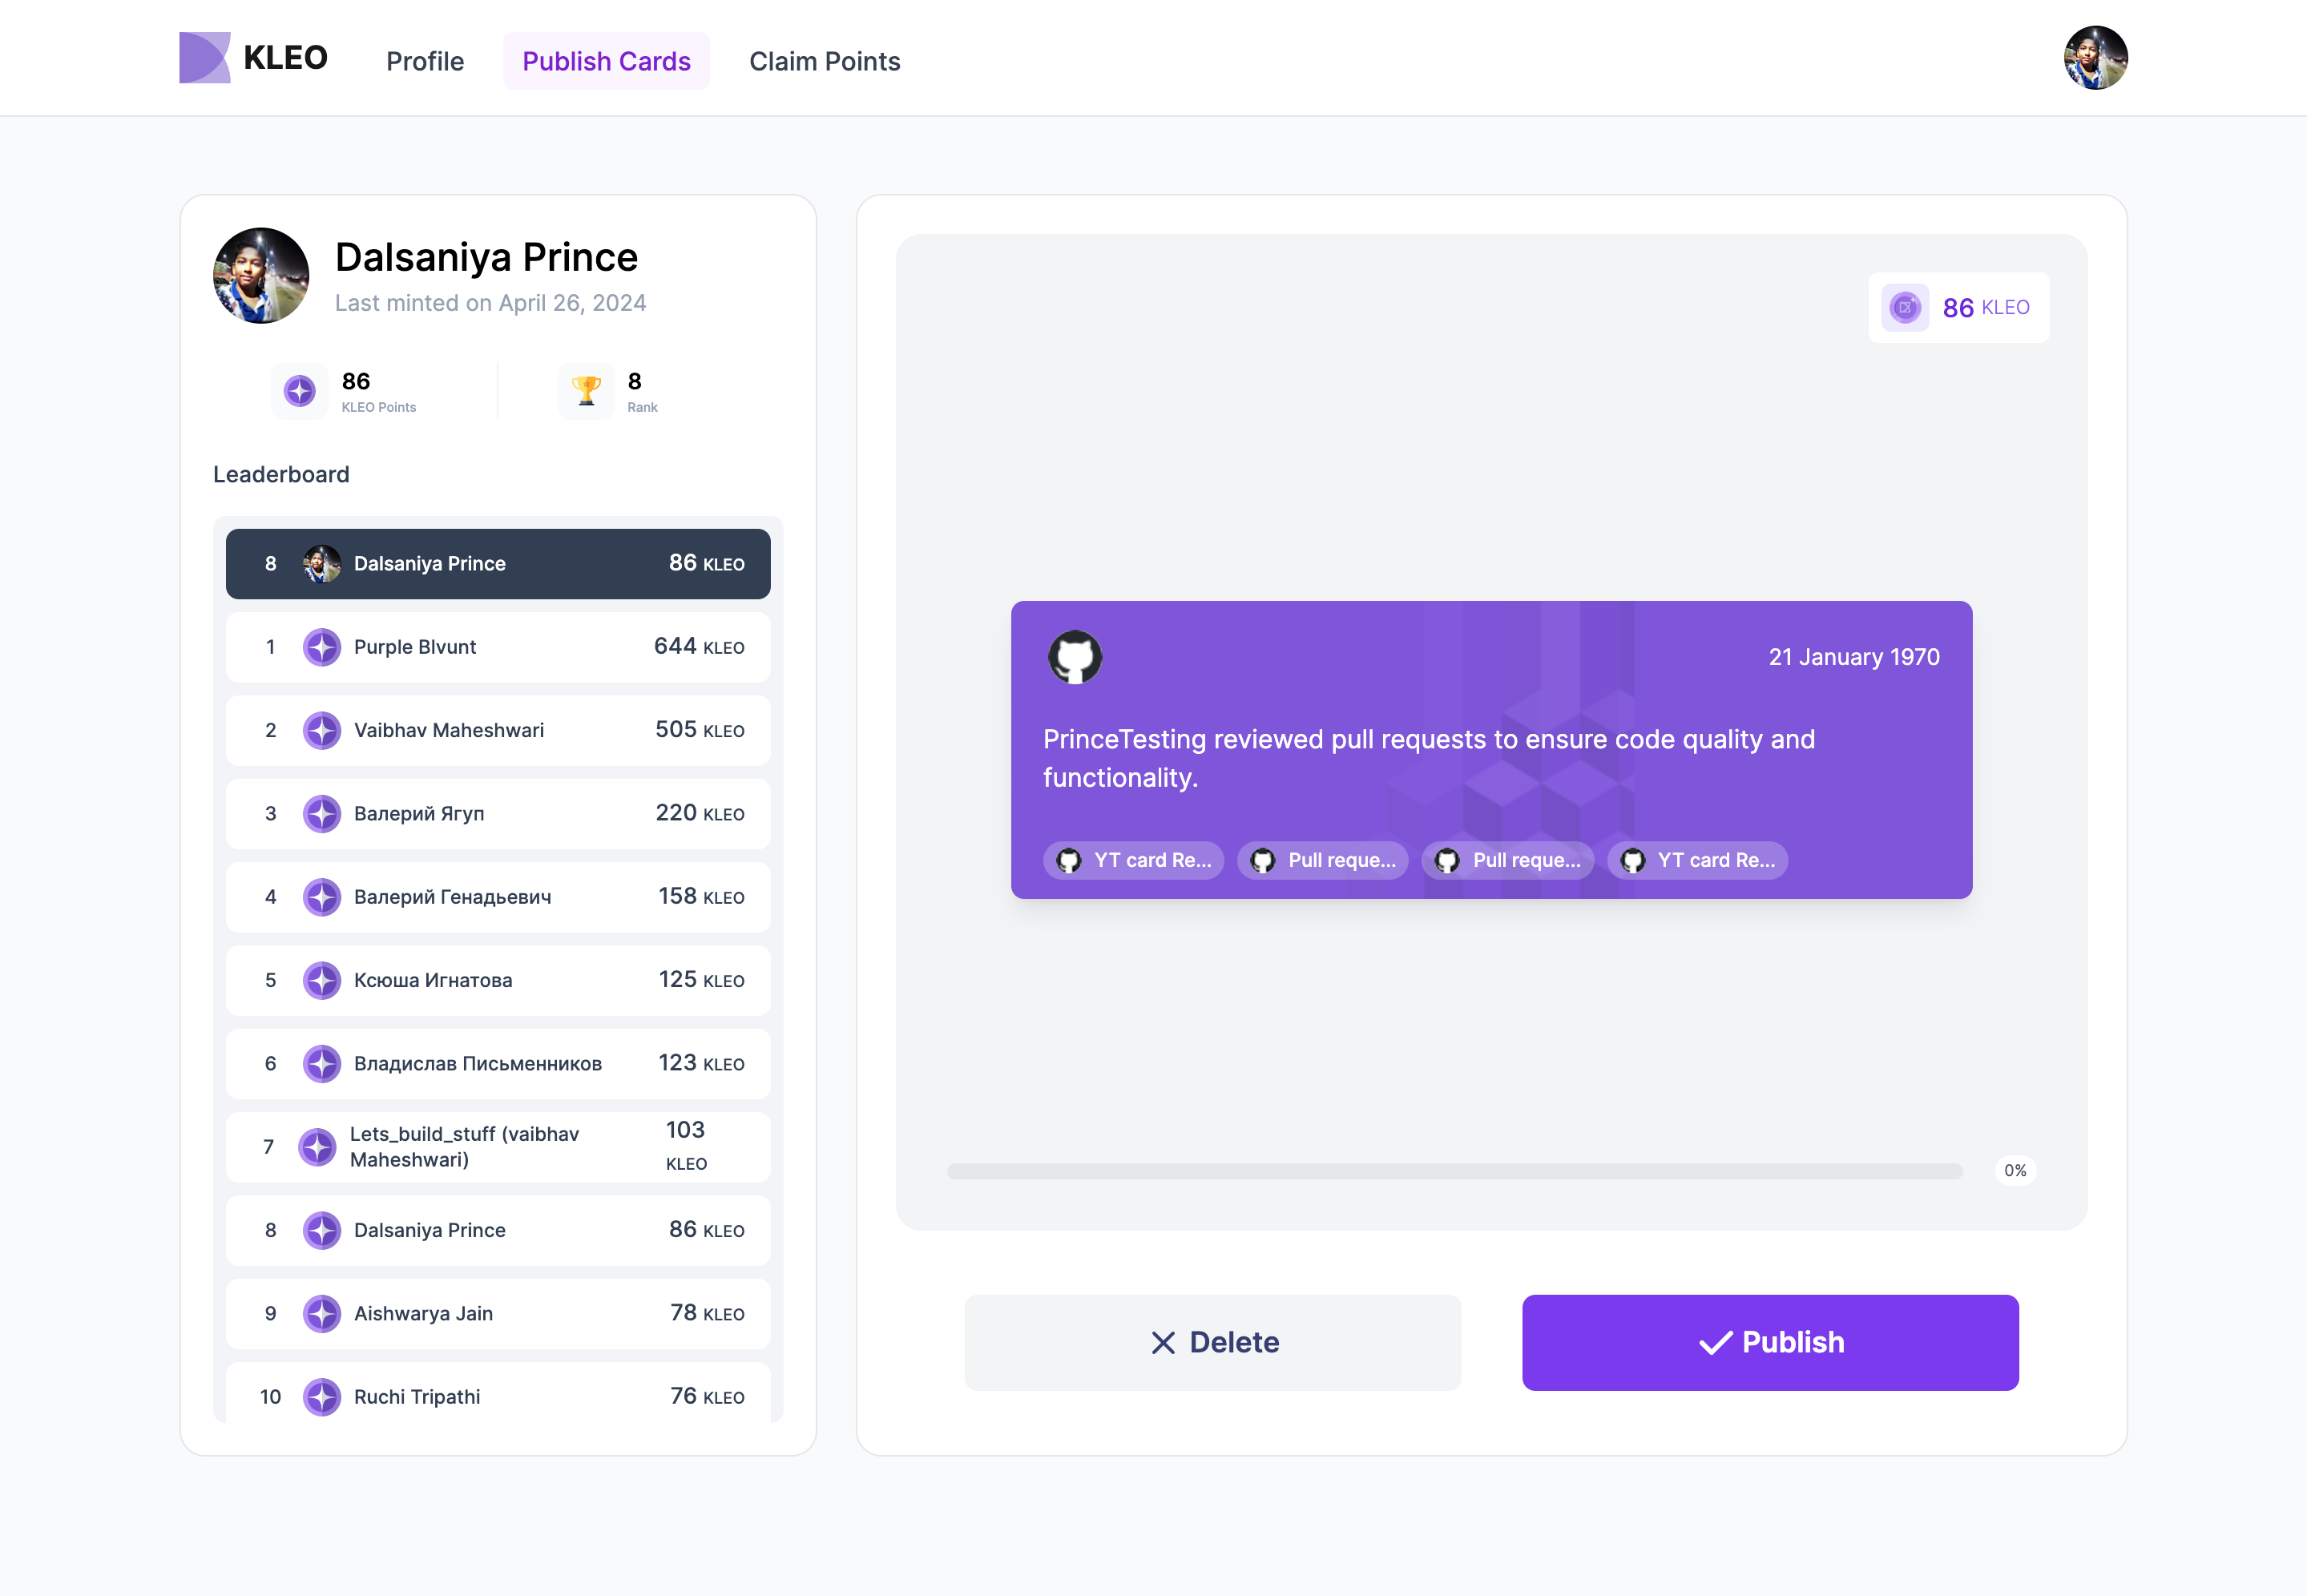 KLEO
Profile
Publish Cards
Claim Points
Dalsaniya Prince
Last minted on April 26, 2024
86
KLEO Points
8
Rank
Leaderboard
8 Dalsaniya Prince 86 KLEO
1 Purple Blvunt 644 KLEO
2 Vaibhav Maheshwari 505 KLEO
3 Валерий Ягуп 220 KLEO
4 Валерий Генадьевич 158 KLEO
5 Ксюша Игнатова 125 KLEO
6 Владислав Письменников 123 KLEO
7 Lets_build_stuff (vaibhav 103
Maheshwari) KLEO
8 Dalsaniya Prince 86 KLEO
9 Aishwarya Jain 78 KLEO
10 Ruchi Tripathi 76 KLEO
86 KLEO
21 January 1970
PrinceTesting reviewed pull requests to ensure code quality and
functionality.
YT card Re... Pull reque... Pull reque... YT card Re...
0%
Delete
Publish